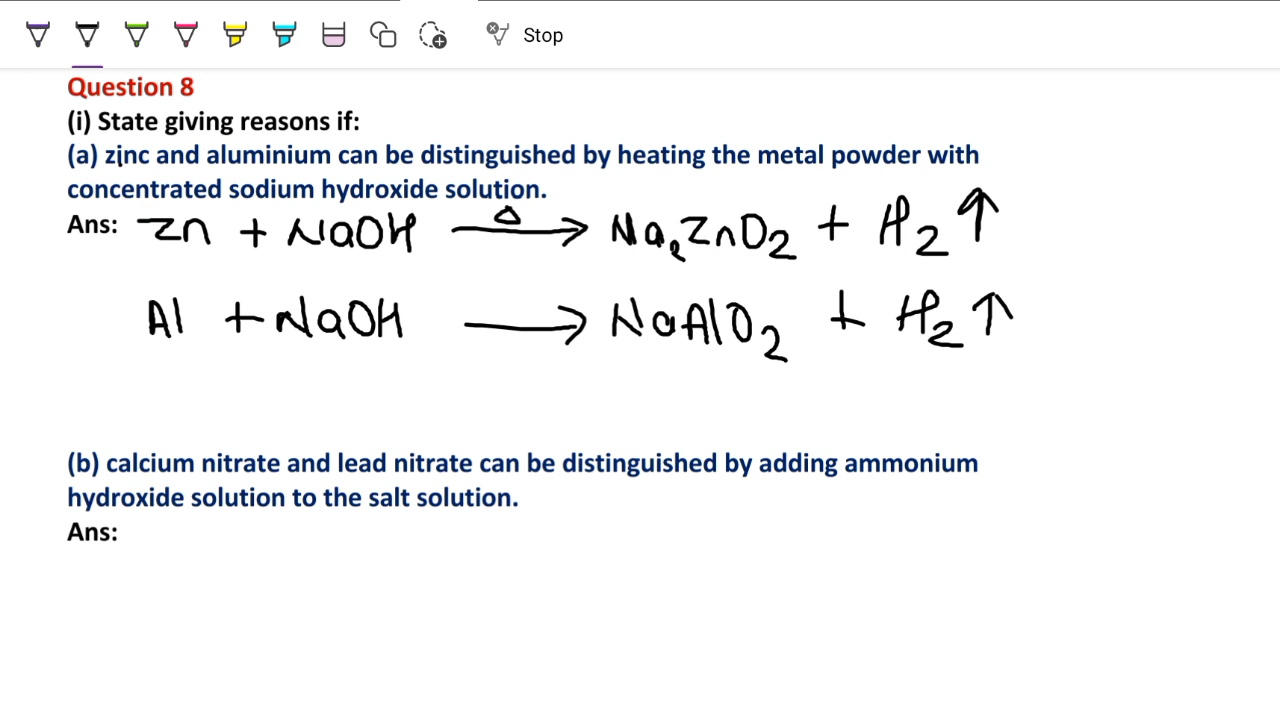 Stop
Question 8
(i) State giving reasons if:
(a) zinc and aluminium can be distinguished by heating the metal powder with
concentrated sodium hydroxide solution.
Ans: Zn + NaOH —Δ→ Na₂ZnO₂ + H₂↑
Al + NaOH ⟶ NaAlO₂ + H₂↑
(b) calcium nitrate and lead nitrate can be distinguished by adding ammonium
hydroxide solution to the salt solution.
Ans: